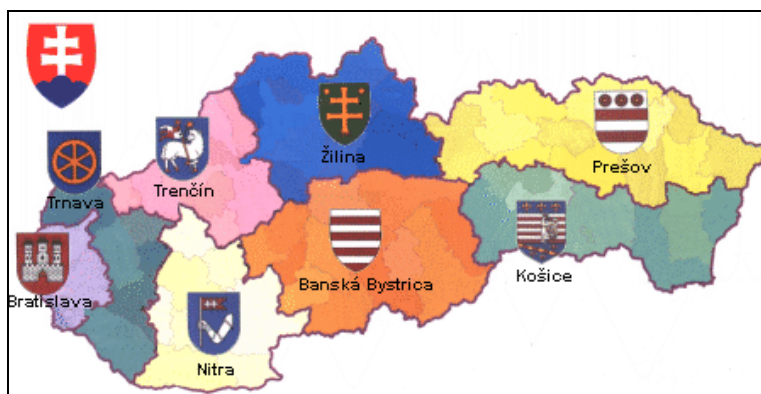 Žilina
Prešov
Trenčín
Trnava
Košice
Banská Bystrica
Bratislava
Nitra